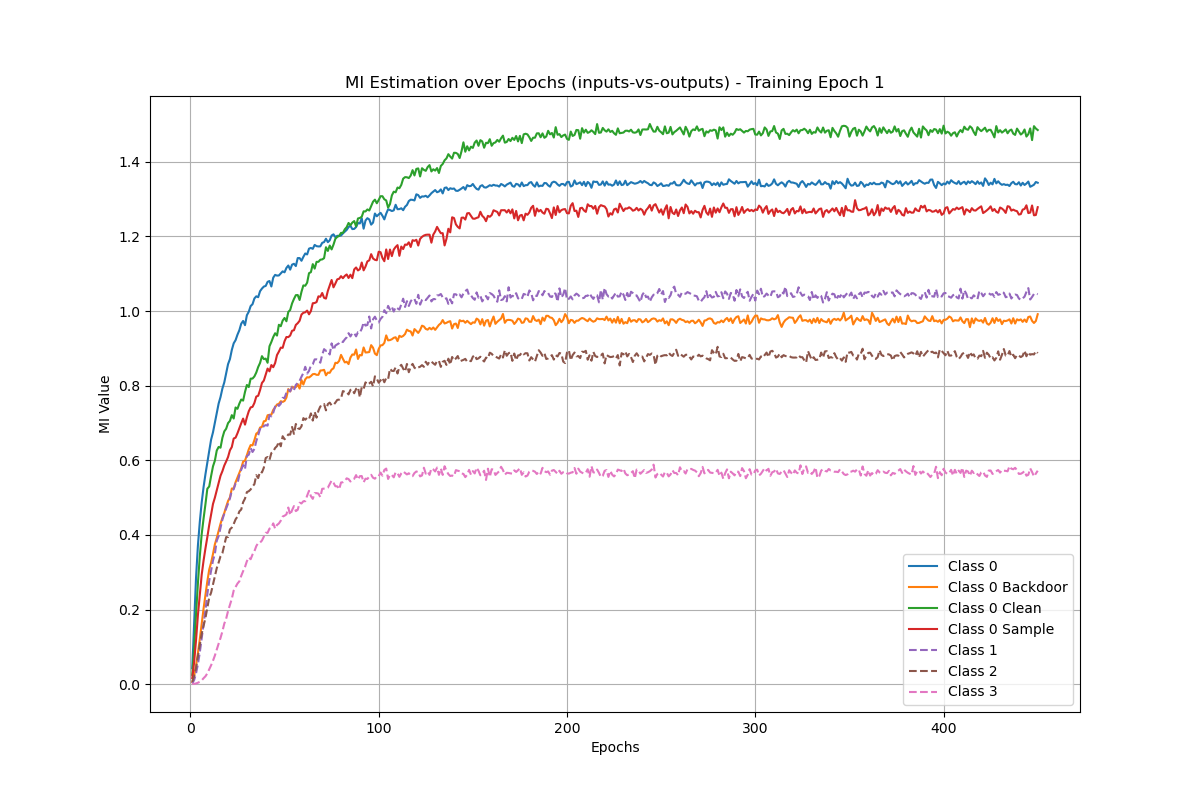 MI Estimation over Epochs (inputs-vs-outputs) - Training Epoch 1
MI Value
1.4
1.2
1.0
0.8
0.6
0.4
0.2
0.0
0 100 200 300 400
Epochs
Class 0
Class 0 Backdoor
Class 0 Clean
Class 0 Sample
Class 1
Class 2
Class 3